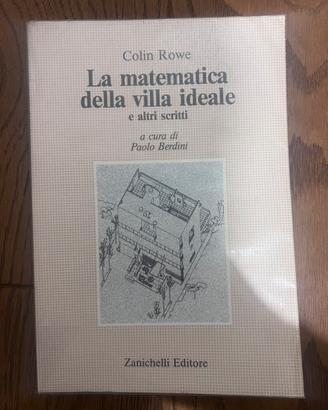 Colin Rowe
La matematica
della villa ideale
e altri scritti
a cura di
Paolo Berdini
Zanichelli Editore